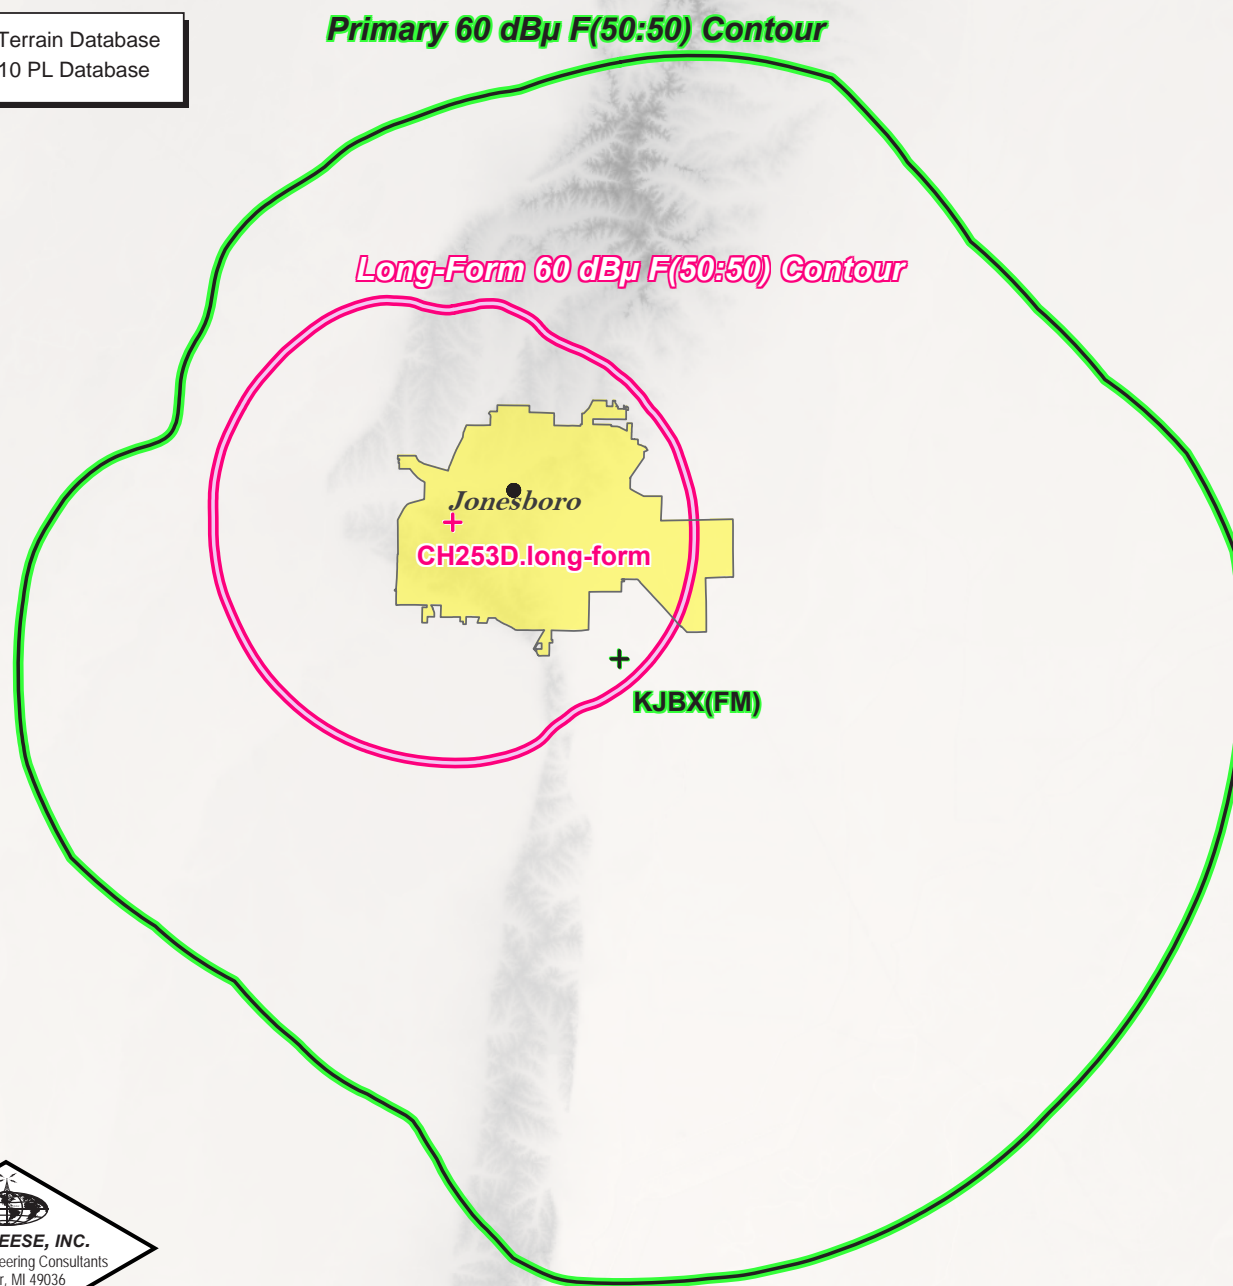 Primary 60 dBµ F(50:50) Contour
Terrain Database
10 PL Database
Long-Form 60 dBµ F(50:50) Contour
Jonesboro
CH253D.long-form
KJBX(FM)
EESE, INC.
eering Consultants
r, MI 49036